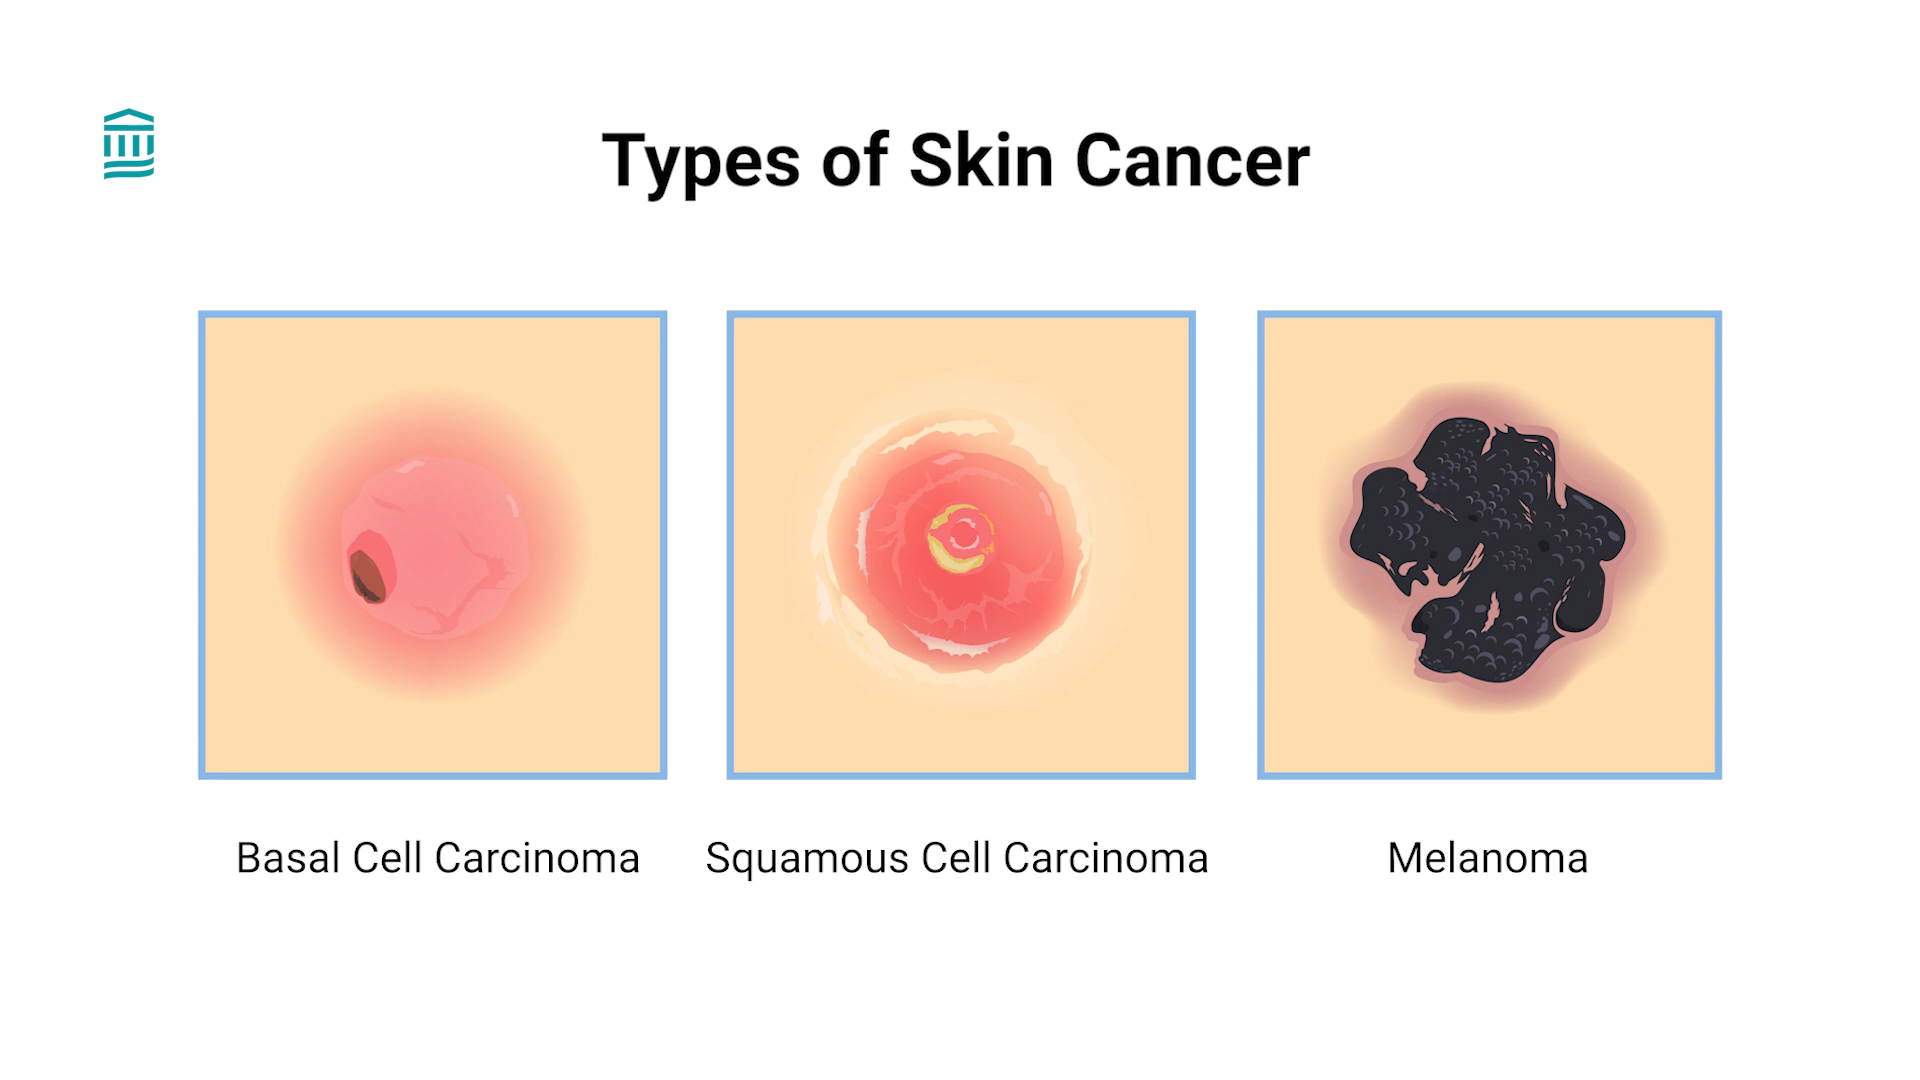 Types of Skin Cancer
Basal Cell Carcinoma
Squamous Cell Carcinoma
Melanoma